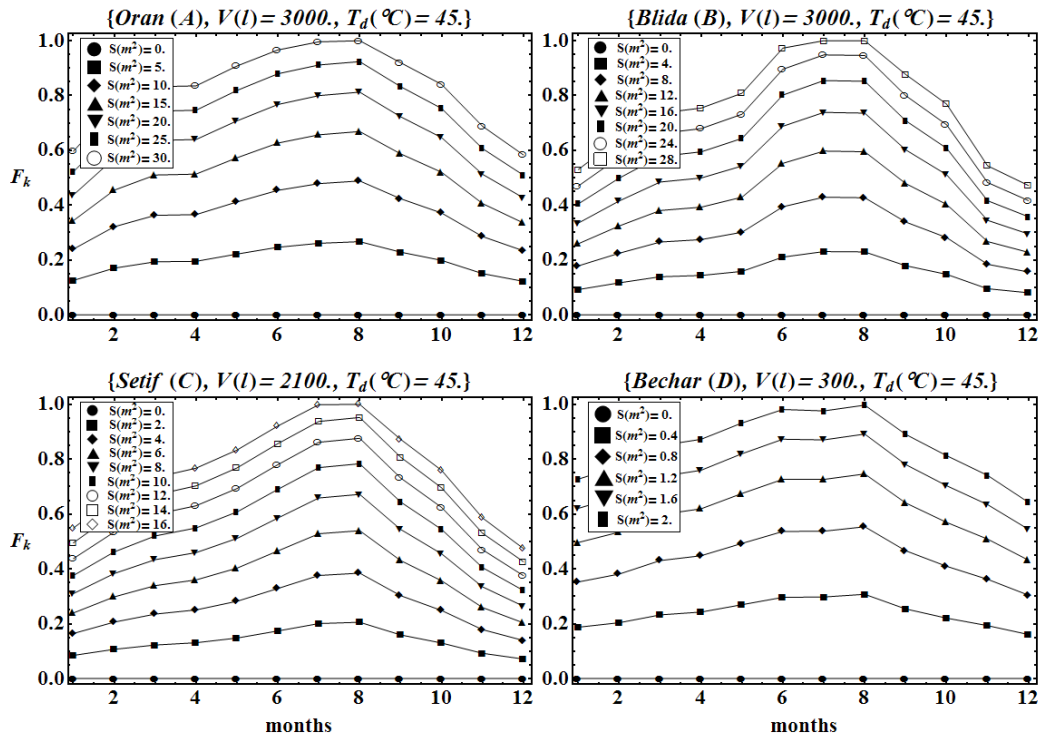 {Oran (A), V(l) = 3000., T_d(°C) = 45.}
1.0
0.8
0.6
0.4
0.2
0.0
F_k
S(m²)= 0.
S(m²)= 5.
S(m²)= 10.
S(m²)= 15.
S(m²)= 20.
S(m²)= 25.
S(m²)= 30.
2 4 6 8 10 12
{Blida (B), V(l) = 3000., T_d(°C) = 45.}
1.0
0.8
0.6
0.4
0.2
0.0
S(m²)= 0.
S(m²)= 4.
S(m²)= 8.
S(m²)= 12.
S(m²)= 16.
S(m²)= 20.
S(m²)= 24.
S(m²)= 28.
2 4 6 8 10 12
{Setif (C), V(l) = 2100., T_d(°C) = 45.}
1.0
0.8
0.6
0.4
0.2
0.0
F_k
S(m²)= 0.
S(m²)= 2.
S(m²)= 4.
S(m²)= 6.
S(m²)= 8.
S(m²)= 10.
S(m²)= 12.
S(m²)= 14.
S(m²)= 16.
2 4 6 8 10 12
months
{Bechar (D), V(l) = 300., T_d(°C) = 45.}
1.0
0.8
0.6
0.4
0.2
0.0
S(m²)= 0.
S(m²)= 0.4
S(m²)= 0.8
S(m²)= 1.2
S(m²)= 1.6
S(m²)= 2.
2 4 6 8 10 12
months